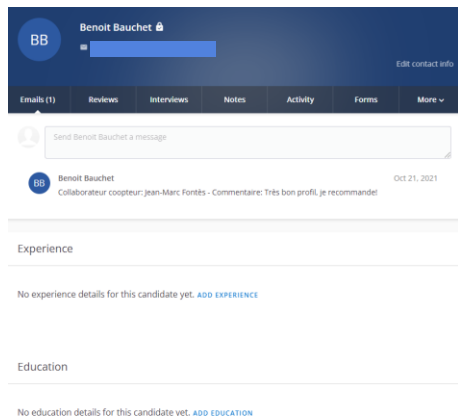 BB
Benoit Bauchet
Edit contact info
Emails (1) Reviews Interviews Notes Activity Forms More
Send Benoit Bauchet a message
BB
Benoit Bauchet Oct 21, 2021
Collaborateur coopteur: Jean-Marc Fontès - Commentaire: Très bon profil, je recommande!
Experience
No experience details for this candidate yet. ADD EXPERIENCE
Education
No education details for this candidate yet. ADD EDUCATION